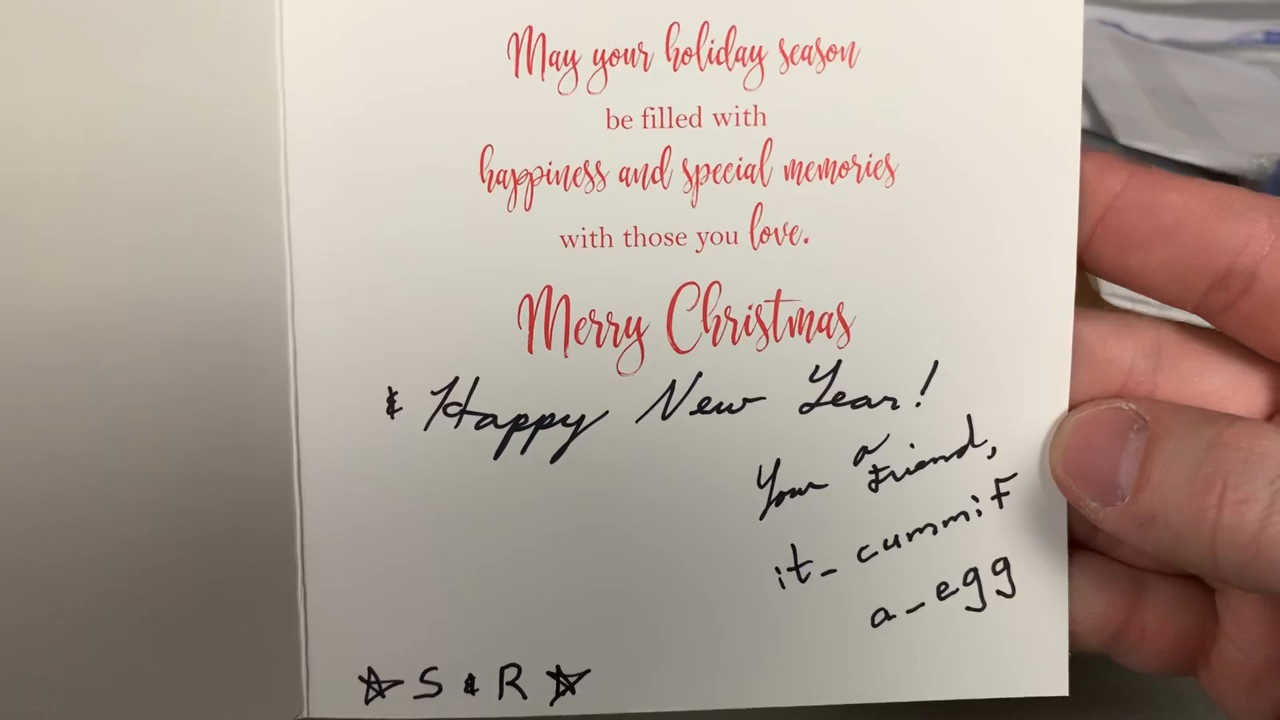 May your holiday season
be filled with
happiness and special memories
with those you love.
Merry Christmas
& Happy New Year!
Your friend,
it_cummit
a_egg
☆ S & R ☆